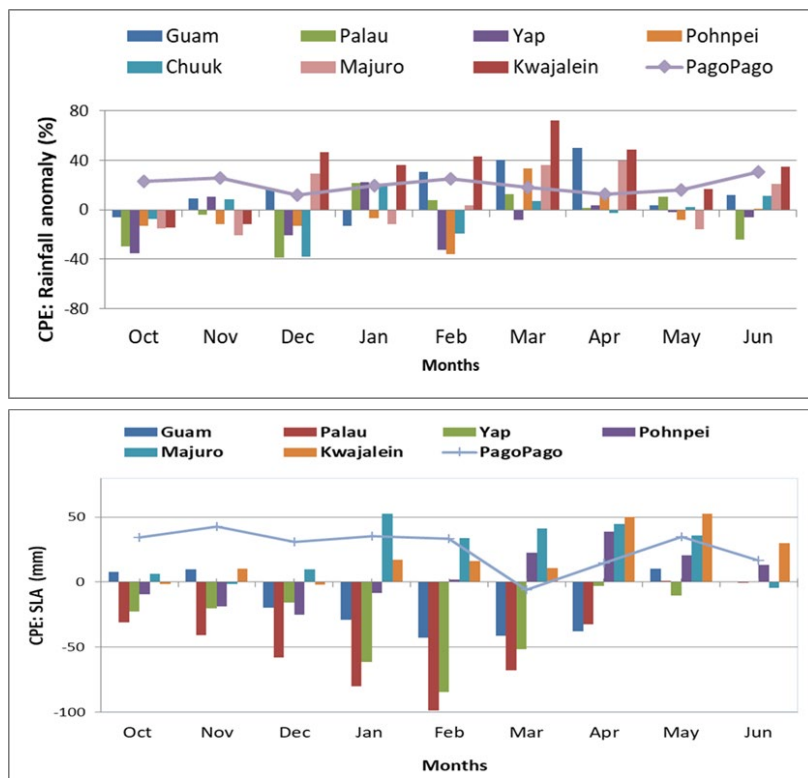 Guam Palau Yap Pohnpei
Chuuk Majuro Kwajalein PagoPago
CPE: Rainfall anomaly (%)
80
40
0
-40
-80
Oct Nov Dec Jan Feb Mar Apr May Jun
Months
Guam Palau Yap Pohnpei
Majuro Kwajalein PagoPago
CPE: SLA (mm)
50
0
-50
-100
Oct Nov Dec Jan Feb Mar Apr May Jun
Months